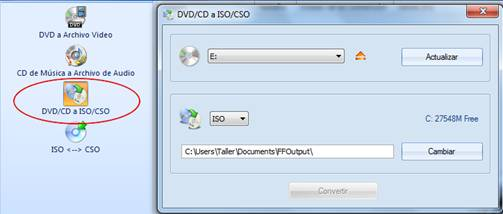 DVD
DVD a Archivo Video
CD de Música a Archivo de Audio
DVD/CD a ISO/CSO
ISO <--> CSO
DVD/CD a ISO/CSO
E:
Actualizar
ISO
C: 27548M Free
C:\Users\Taller\Documents\FFOutput\
Cambiar
Convertir